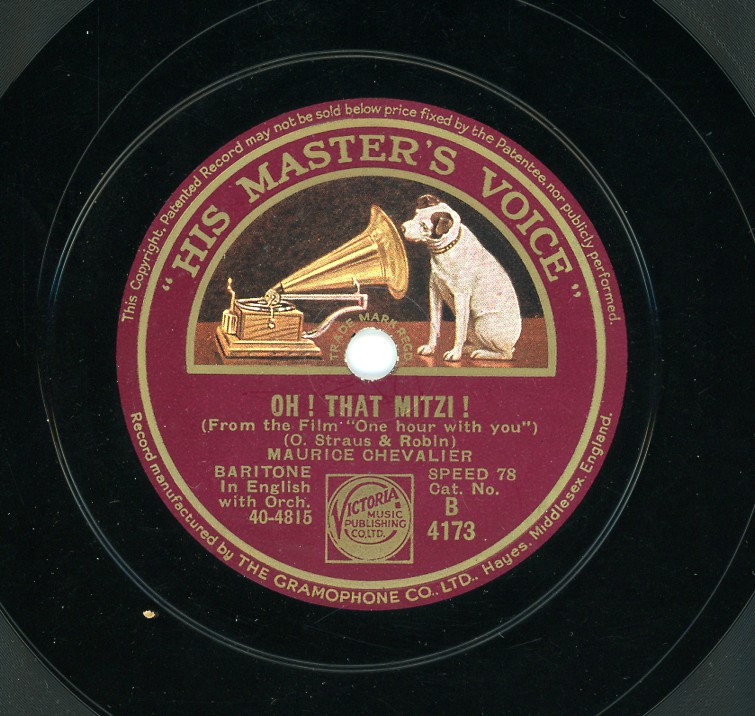 This Copyright, Patented Record may not be sold below price fixed by the Patentee, nor publicly performed.
"HIS MASTER'S VOICE"
TRADE MARK REGD.
OH! THAT MITZI!
(From the Film "One hour with you")
(O. Straus & Robin)
MAURICE CHEVALIER
BARITONE
In English
with Orch.
40-4815
VICTORIA
MUSIC
PUBLISHING
CO, LTD.
SPEED 78
Cat. No.
B
4173
Record manufactured by THE GRAMOPHONE CO., LTD., Hayes, Middlesex, England.